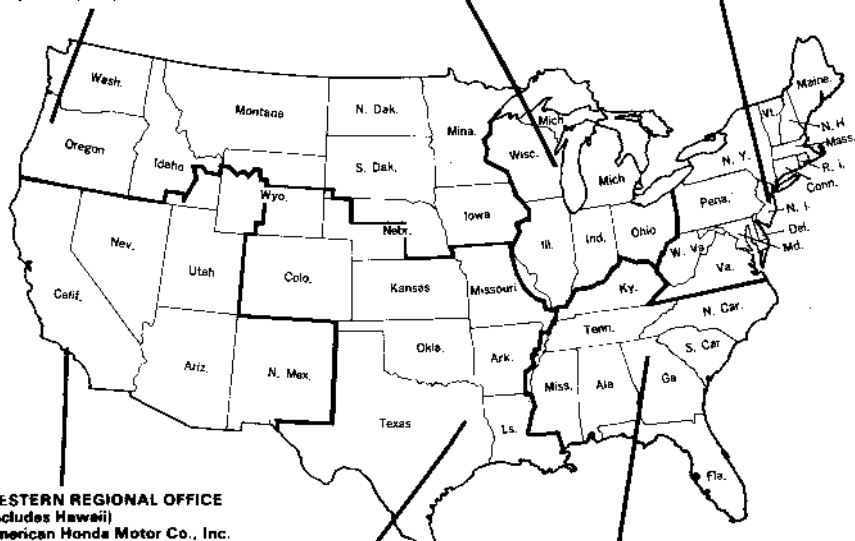 Wash.
Oregon
Idaho
Montana
N. Dak.
S. Dak.
Wyo.
Nebr.
Minn.
Iowa
Wisc.
Mich
Mich
Ill.
Ind.
Ohio
Maine.
Vt.
N. H
Mass.
R. I.
Conn.
N. Y.
Penna.
N. J.
Del.
Md.
W. Va
Va.
Nev.
Utah
Colo.
Calif.
Kansas
Missouri
Ky.
N. Car.
Tenn.
S. Car
Ariz.
N. Mex.
Okla.
Ark.
Miss.
Ala
Ga
Texas
Ls.
Fla.
ESTERN REGIONAL OFFICE
cludes Hawaii)
merican Honda Motor Co., Inc.